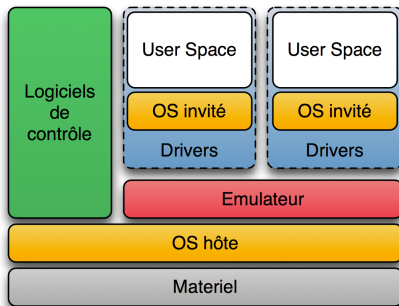 User Space
User Space
Logiciels
de
contrôle
OS invité
OS invité
Drivers
Drivers
Emulateur
OS hôte
Materiel